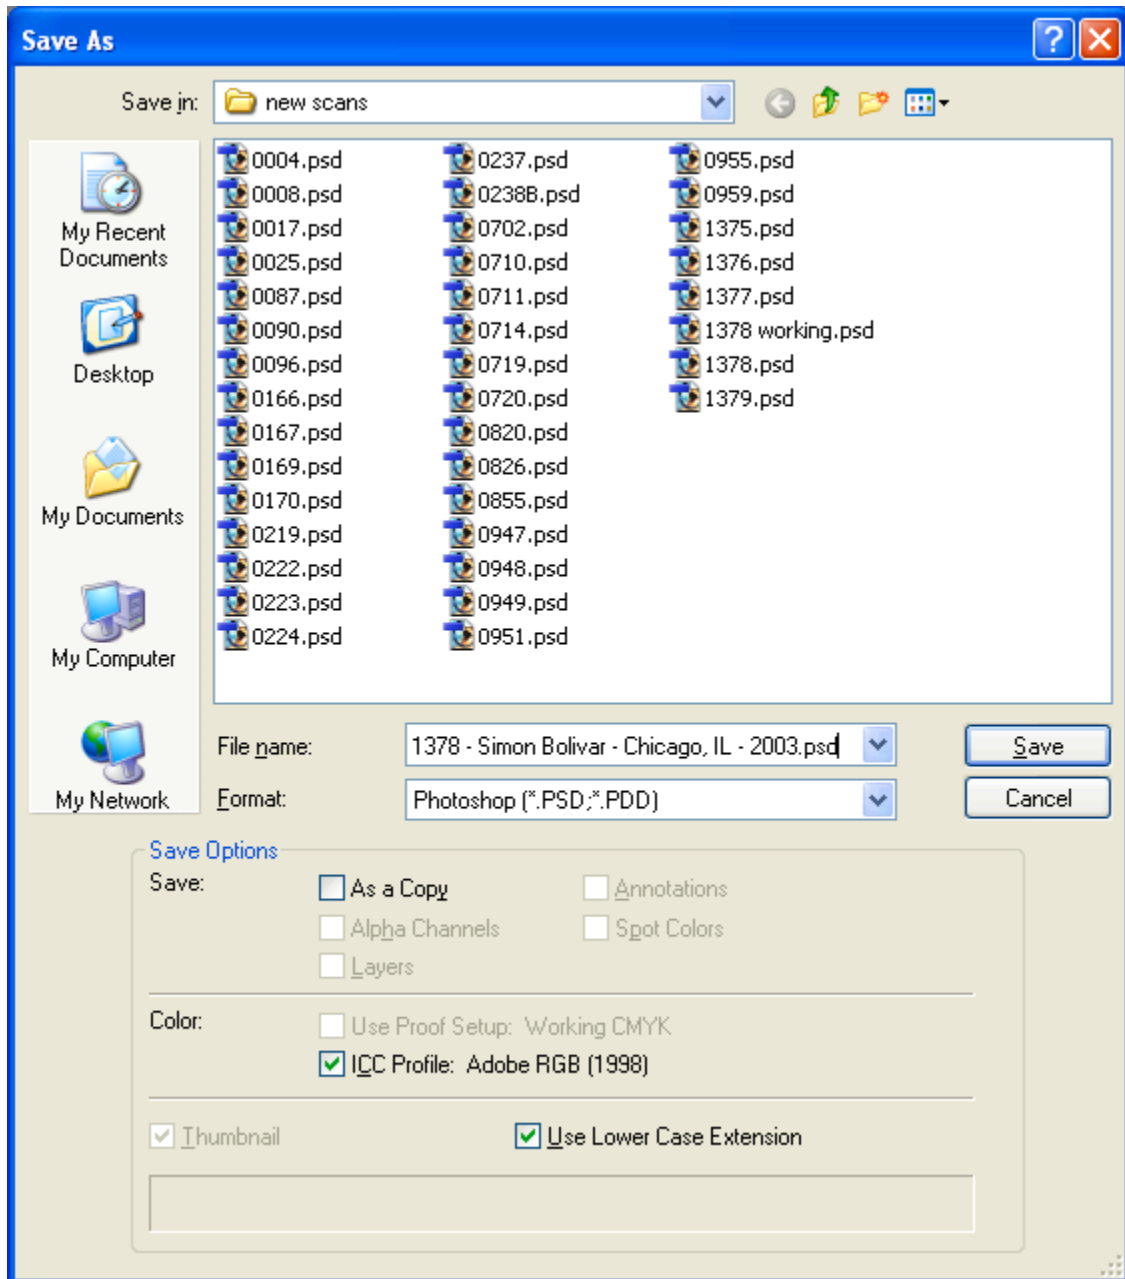 Save As
Save in: new scans
My Recent
Documents
Desktop
My Documents
My Computer
My Network
0004.psd
0008.psd
0017.psd
0025.psd
0087.psd
0090.psd
0096.psd
0166.psd
0167.psd
0169.psd
0170.psd
0219.psd
0222.psd
0223.psd
0224.psd
0237.psd
0238B.psd
0702.psd
0710.psd
0711.psd
0714.psd
0719.psd
0720.psd
0820.psd
0826.psd
0855.psd
0947.psd
0948.psd
0949.psd
0951.psd
0955.psd
0959.psd
1375.psd
1376.psd
1377.psd
1378 working.psd
1378.psd
1379.psd
File name: 1378 - Simon Bolivar - Chicago, IL - 2003.psd Save
Format: Photoshop (*.PSD;*.PDD) Cancel
Save Options
Save: As a Copy Annotations
Alpha Channels Spot Colors
Layers
Color: Use Proof Setup: Working CMYK
ICC Profile: Adobe RGB (1998)
Thumbnail Use Lower Case Extension